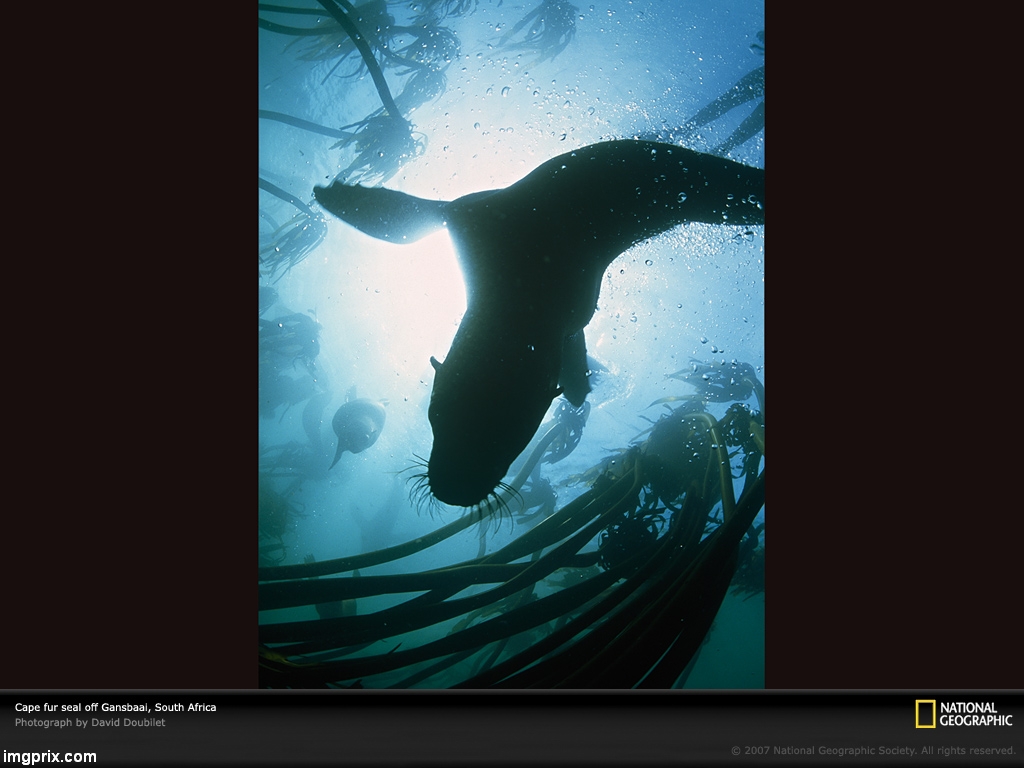 Cape fur seal off Gansbaai, South Africa
Photograph by David Doubilet
NATIONAL
GEOGRAPHIC
© 2007 National Geographic Society. All rights reserved.
imgprix.com